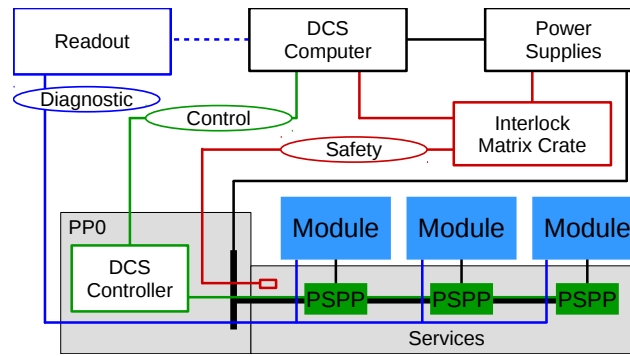 Readout
DCS
Computer
Power
Supplies
Diagnostic
Control
Interlock
Matrix Crate
Safety
PP0
Module
Module
Module
DCS
Controller
PSPP
PSPP
PSPP
Services